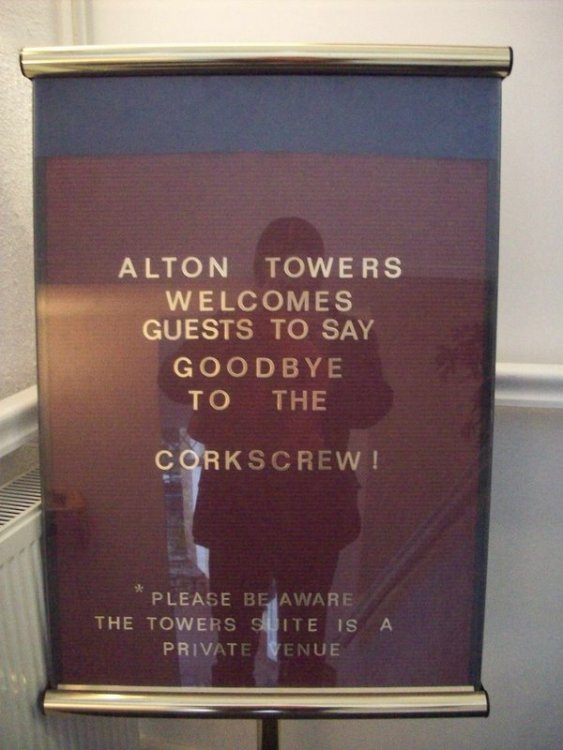 ALTON TOWERS
WELCOMES
GUESTS TO SAY
GOODBYE
TO THE
CORKSCREW!
* PLEASE BE AWARE
THE TOWERS SUITE IS A
PRIVATE VENUE